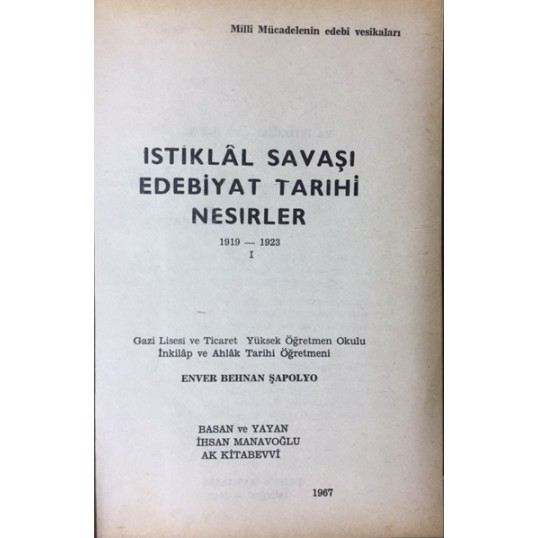 Milli Mücadelenin edebi vesikaları
ISTİKLÂL SAVAŞI
EDEBİYAT TARİHİ
NESIRLER
1919 — 1923
I
Gazi Lisesi ve Ticaret Yüksek Öğretmen Okulu
İnkilâp ve Ahlâk Tarihi Öğretmeni
ENVER BEHNAN ŞAPOLYO
BASAN ve YAYAN
İHSAN MANAVOĞLU
AK KİTABEVVİ
1967